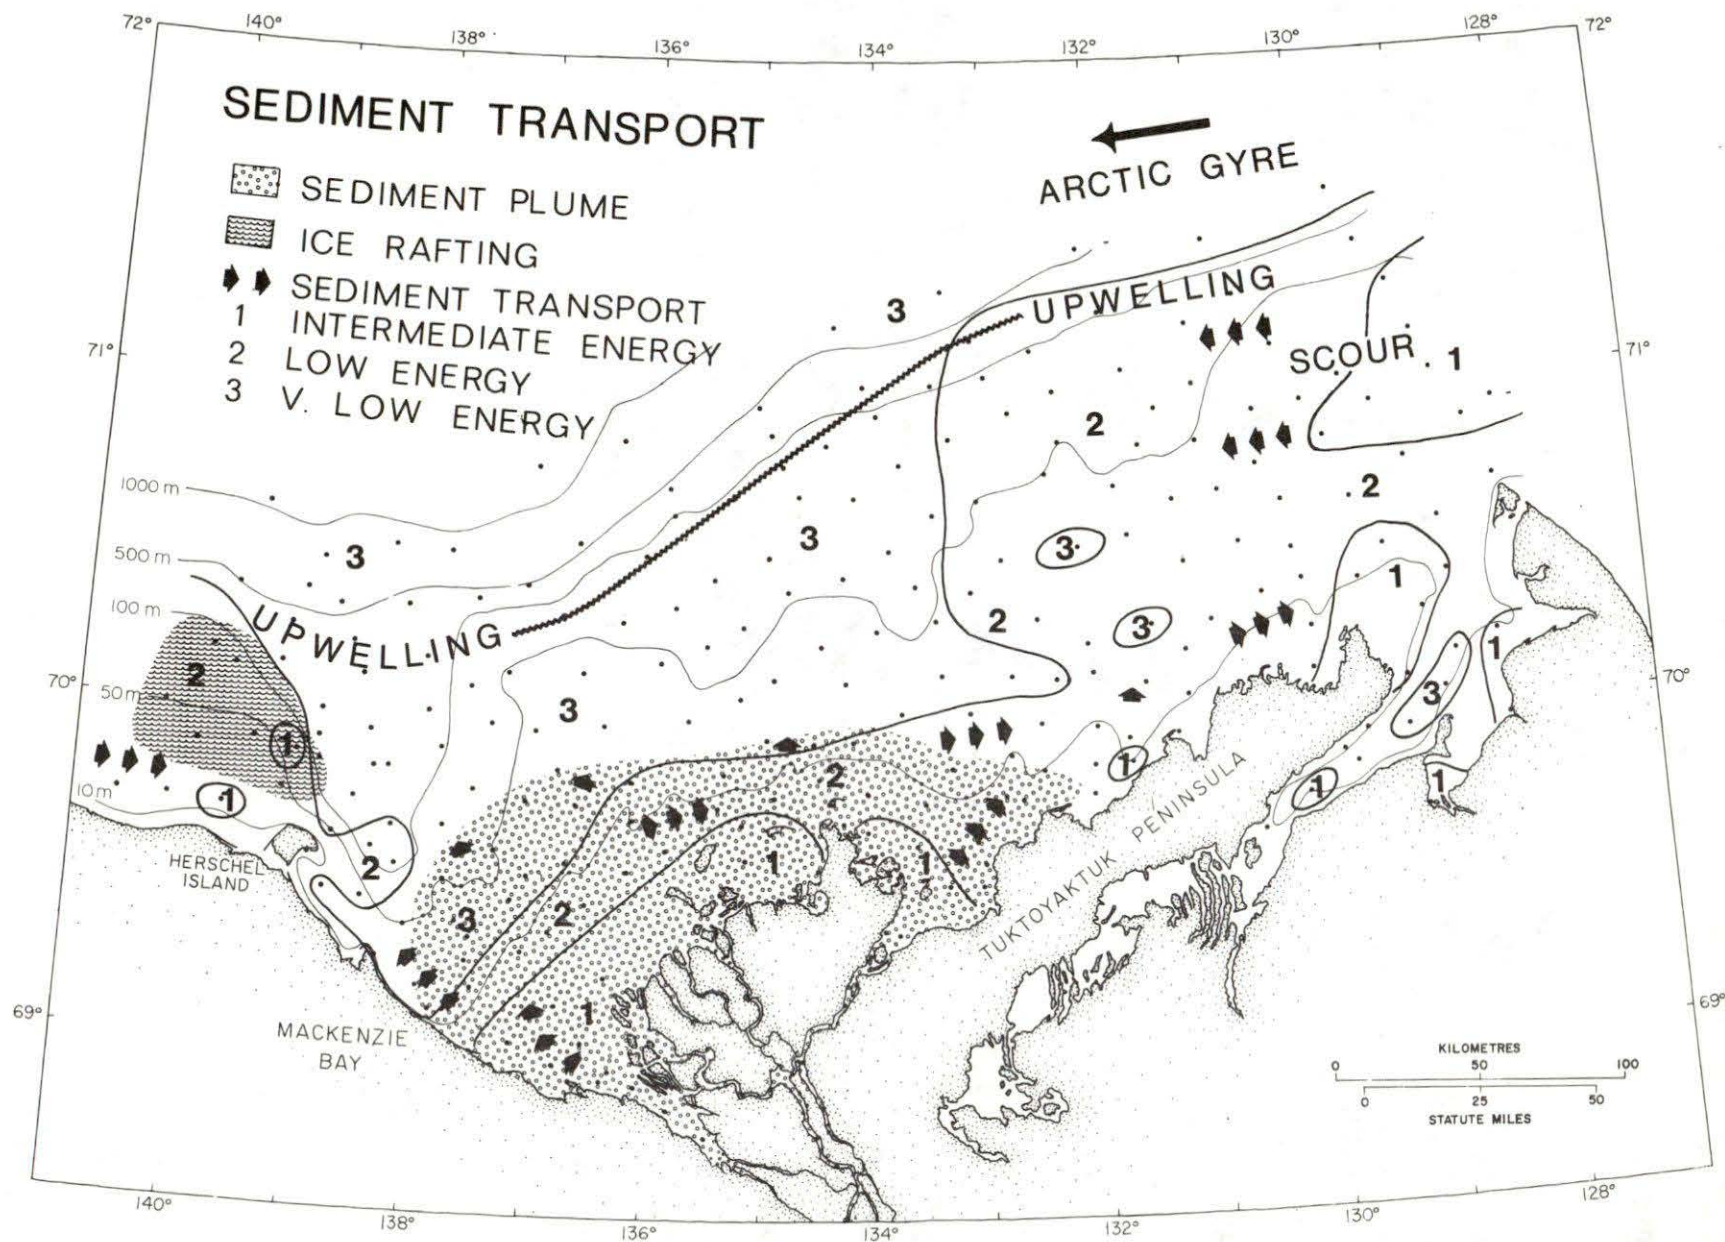 72° 140° 138° 136° 134° 132° 130° 128° 72°
SEDIMENT TRANSPORT
SEDIMENT PLUME
ICE RAFTING
SEDIMENT TRANSPORT
1 INTERMEDIATE ENERGY
2 LOW ENERGY
3 V. LOW ENERGY
ARCTIC GYRE
UPWELLING
3
SCOUR
1
71°
71°
2
2
1000 m
3
3
3
500 m
1
100 m
UPWELLING
2
3
1
2
70°
70°
50 m
3
3
1
2
1
10 m
1
1
1
HERSCHEL
ISLAND
2
1
1
3
2
TUKTOYAKTUK PENINSULA
69°
69°
1
MACKENZIE
BAY
KILOMETRES
0 50 100
0 25 50
STATUTE MILES
140° 138° 136° 134° 132° 130° 128°